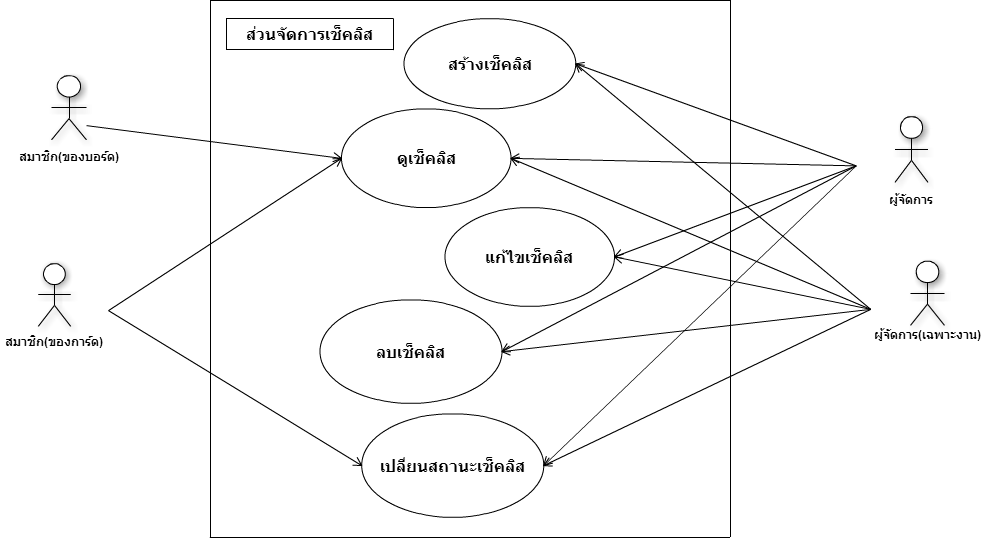 ส่วนจัดการเช็คลิส
สร้างเช็คลิส
สมาชิก(ของบอร์ด)
ดูเช็คลิส
ผู้จัดการ
แก้ไขเช็คลิส
สมาชิก(ของการ์ด)
ผู้จัดการ(เฉพาะงาน)
ลบเช็คลิส
เปลี่ยนสถานะเช็คลิส